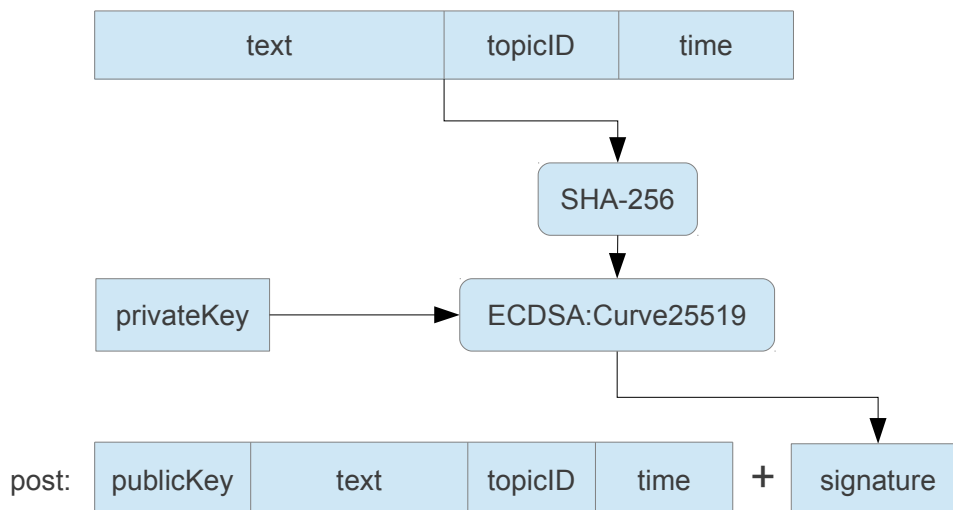 text topicID time
SHA-256
privateKey ECDSA:Curve25519
post: publicKey text topicID time + signature